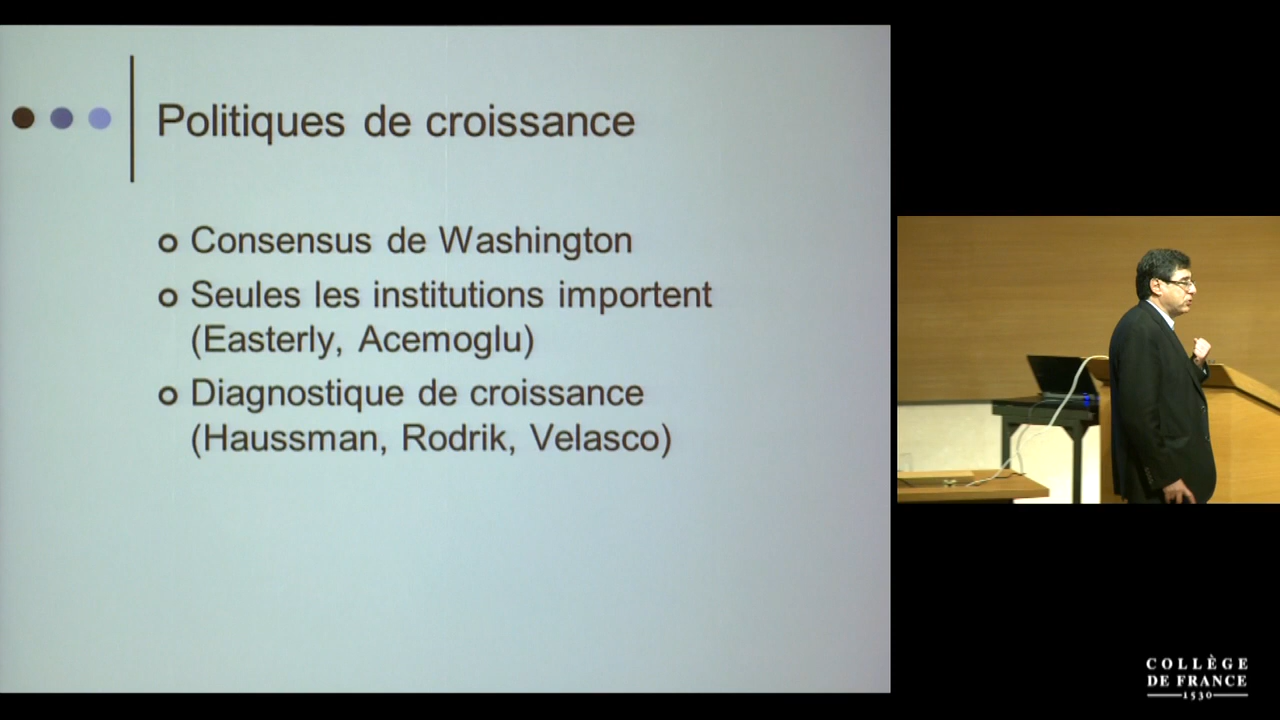 Politiques de croissance
Consensus de Washington
Seules les institutions importent
(Easterly, Acemoglu)
Diagnostique de croissance
(Haussman, Rodrik, Velasco)
COLLÈGE
DE FRANCE
1530